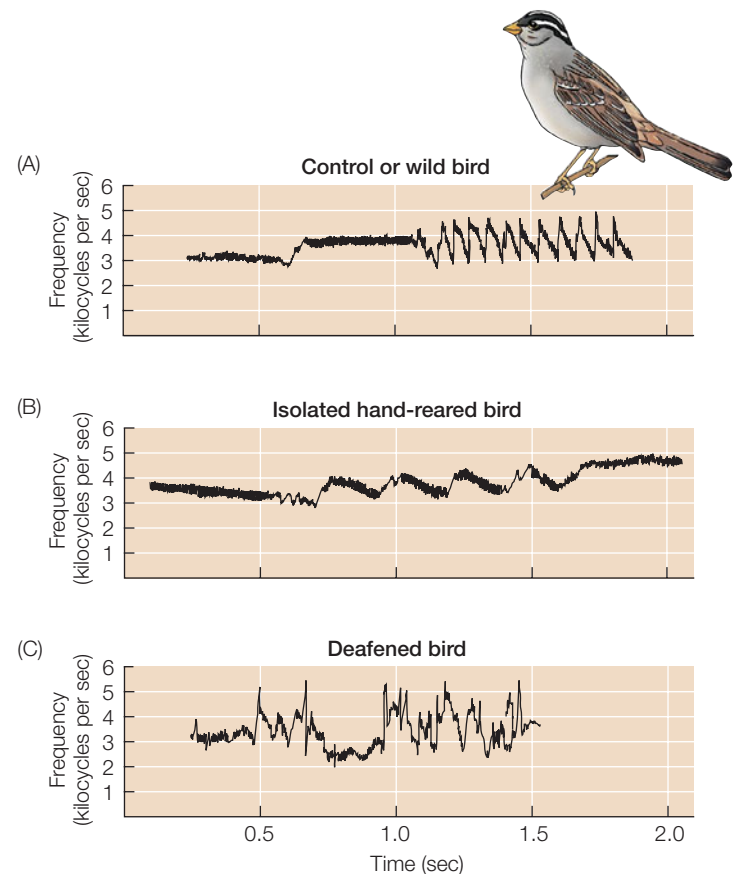 (A)
Control or wild bird
Frequency
(kilocycles per sec)
6
5
4
3
2
1
(B)
Isolated hand-reared bird
Frequency
(kilocycles per sec)
6
5
4
3
2
1
(C)
Deafened bird
Frequency
(kilocycles per sec)
6
5
4
3
2
1
0.5 1.0 1.5 2.0
Time (sec)